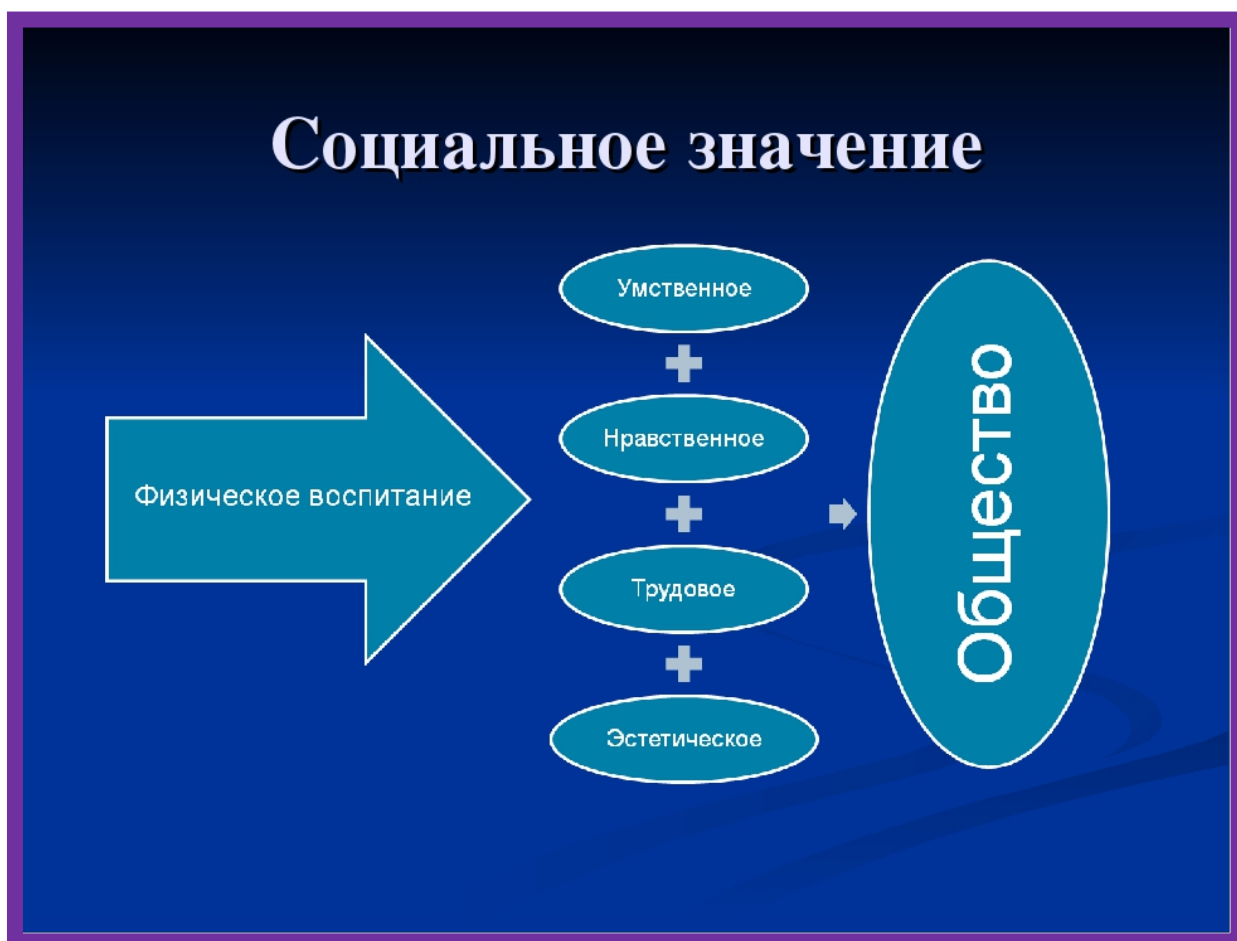 Социальное значение
Физическое воспитание
Умственное
Нравственное
Трудовое
Эстетическое
Общество